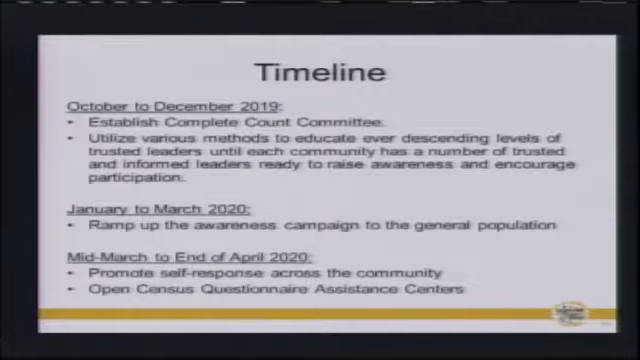 Timeline
October to December 2019:
• Establish Complete Count Committee.
• Utilize various methods to educate ever descending levels of
trusted leaders until each community has a number of trusted
and informed leaders ready to raise awareness and encourage
participation.
January to March 2020:
• Ramp up the awareness campaign to the general population
Mid-March to End of April 2020:
• Promote self-response across the community
• Open Census Questionnaire Assistance Centers